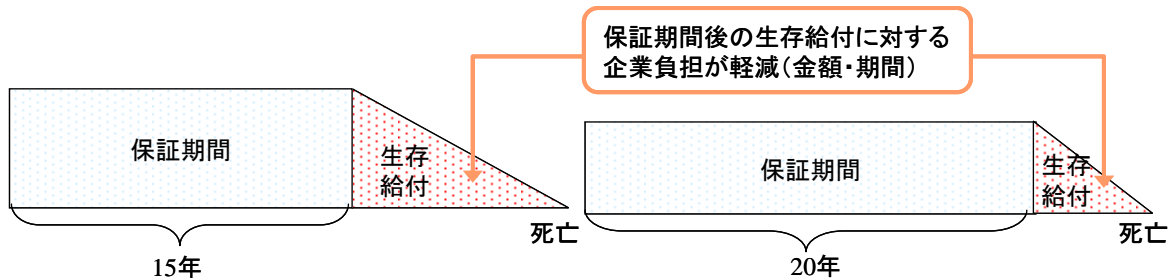 保証期間後の生存給付に対する
企業負担が軽減（金額・期間）
保証期間
生存
給付
死亡
15年
保証期間
生存
給付
死亡
20年